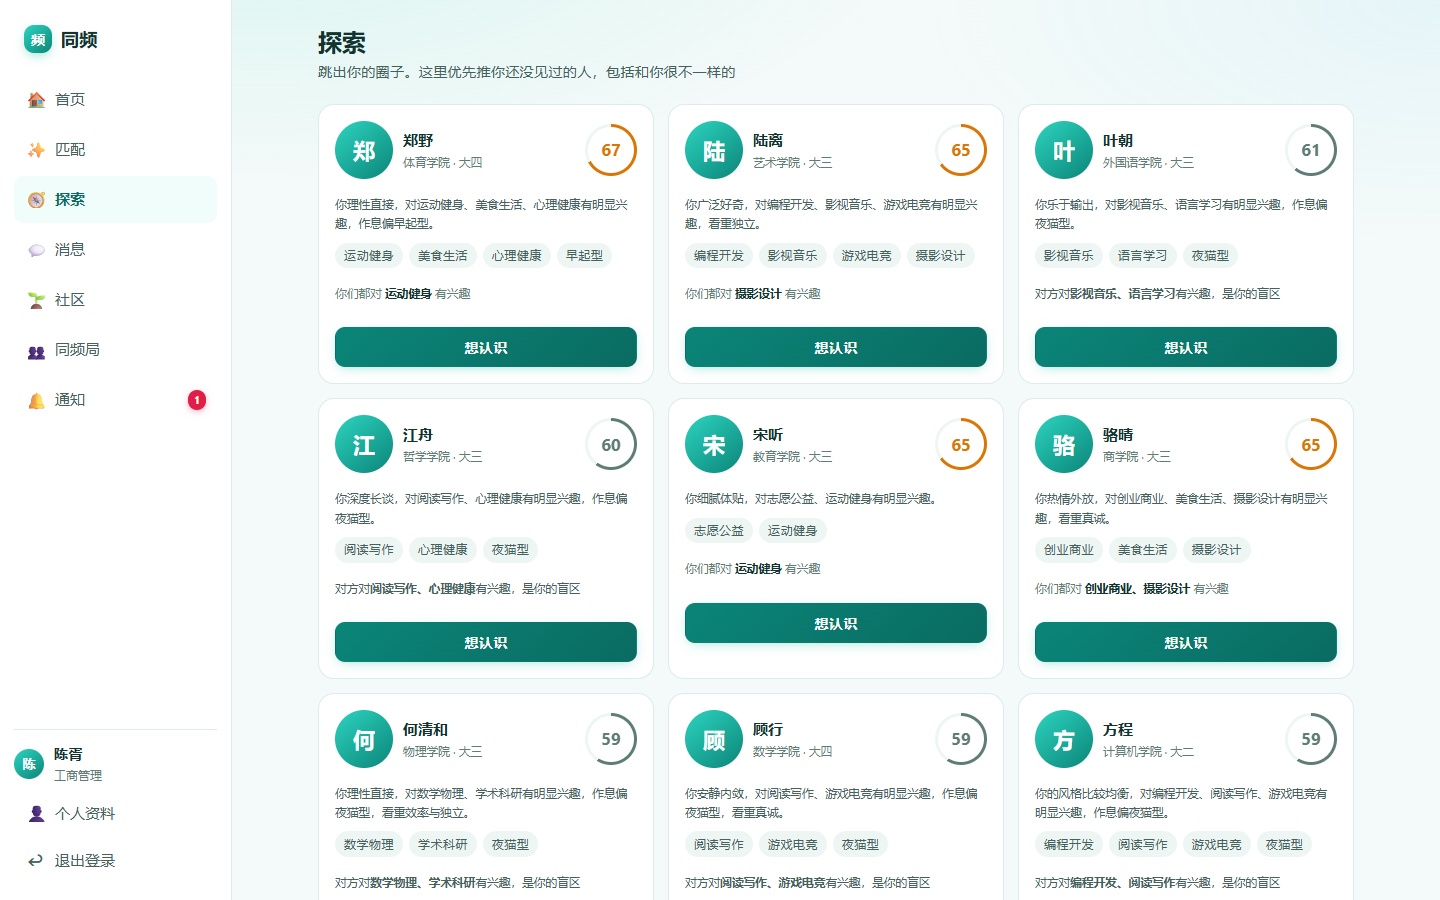 频 同频
首页
匹配
探索
消息
社区
同频局
通知 1
陈 陈胥
工商管理
个人资料
退出登录
探索
跳出你的圈子。这里优先推你还没见过的人，包括和你很不一样的
郑 郑野 67
体育学院 · 大四
你理性直接，对运动健身、美食生活、心理健康有明显兴
趣，作息偏早起型。
运动健身 美食生活 心理健康 早起型
你们都对 运动健身 有兴趣
想认识
陆 陆离 65
艺术学院 · 大三
你广泛好奇，对编程开发、影视音乐、游戏电竞有明显兴
趣，看重独立。
编程开发 影视音乐 游戏电竞 摄影设计
你们都对 摄影设计 有兴趣
想认识
叶 叶朝 61
外国语学院 · 大三
你乐于输出，对影视音乐、语言学习有明显兴趣，作息偏
夜猫型。
影视音乐 语言学习 夜猫型
对方对影视音乐、语言学习有兴趣，是你的盲区
想认识
江 江舟 60
哲学学院 · 大三
你深度长谈，对阅读写作、心理健康有明显兴趣，作息偏
夜猫型。
阅读写作 心理健康 夜猫型
对方对阅读写作、心理健康有兴趣，是你的盲区
想认识
宋 宋听 65
教育学院 · 大三
你细腻体贴，对志愿公益、运动健身有明显兴趣。
志愿公益 运动健身
你们都对 运动健身 有兴趣
想认识
骆 骆晴 65
商学院 · 大三
你热情外放，对创业商业、美食生活、摄影设计有明显兴
趣，看重真诚。
创业商业 美食生活 摄影设计
你们都对 创业商业、摄影设计 有兴趣
想认识
何 何清和 59
物理学院 · 大三
你理性直接，对数学物理、学术科研有明显兴趣，作息偏
夜猫型，看重效率与独立。
数学物理 学术科研 夜猫型
对方对数学物理、学术科研有兴趣，是你的盲区
顾 顾行 59
数学学院 · 大四
你安静内敛，对阅读写作、游戏电竞有明显兴趣，作息偏
夜猫型，看重真诚。
阅读写作 游戏电竞 夜猫型
对方对阅读写作、游戏电竞有兴趣，是你的盲区
方 方程 59
计算机学院 · 大二
你的风格比较均衡，对编程开发、阅读写作、游戏电竞有
明显兴趣，作息偏夜猫型。
编程开发 阅读写作 游戏电竞 夜猫型
对方对编程开发、阅读写作有兴趣，是你的盲区